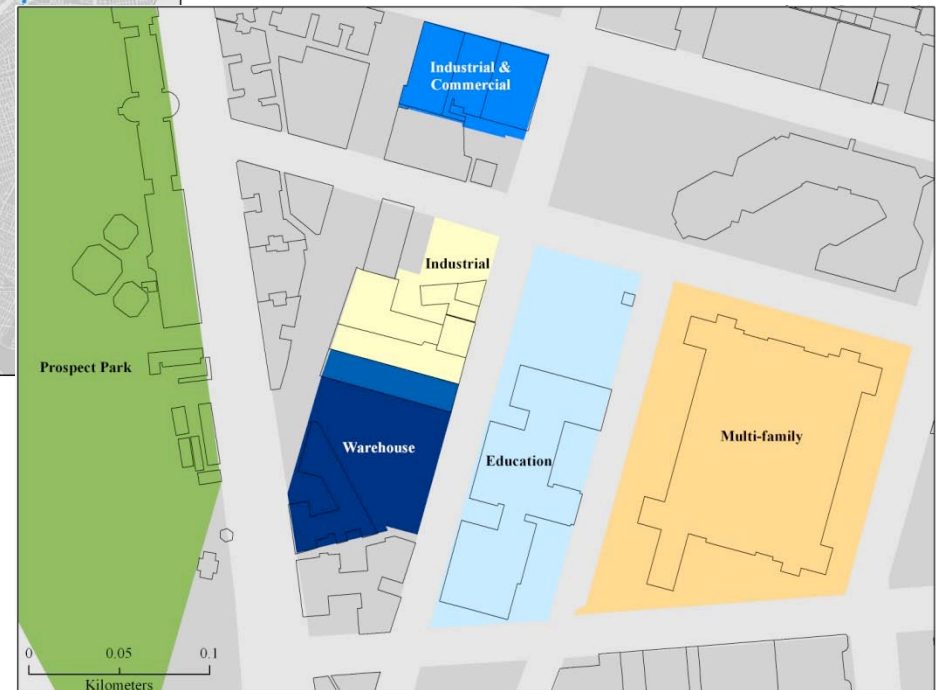 Industrial &
Commercial
Industrial
Prospect Park
Warehouse
Education
Multi-family
0 0.05 0.1
Kilometers